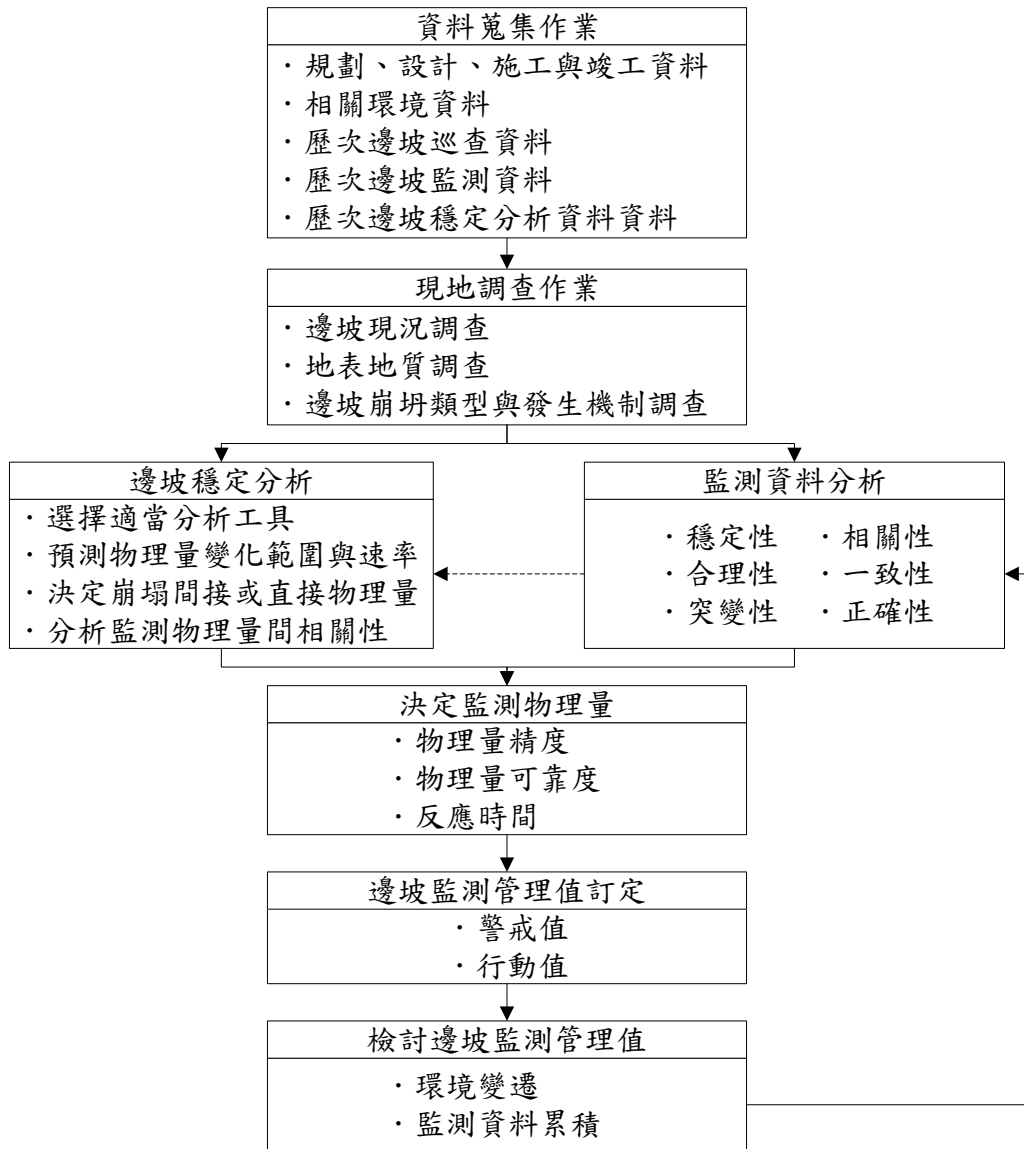 資料蒐集作業
·規劃、設計、施工與竣工資料
·相關環境資料
·歷次邊坡巡查資料
·歷次邊坡監測資料
·歷次邊坡穩定分析資料資料
現地調查作業
·邊坡現況調查
·地表地質調查
·邊坡崩坍類型與發生機制調查
邊坡穩定分析
·選擇適當分析工具
·預測物理量變化範圍與速率
·決定崩塌間接或直接物理量
·分析監測物理量間相關性
監測資料分析
·穩定性 ·相關性
·合理性 ·一致性
·突變性 ·正確性
決定監測物理量
·物理量精度
·物理量可靠度
·反應時間
邊坡監測管理值訂定
·警戒值
·行動值
檢討邊坡監測管理值
·環境變遷
·監測資料累積